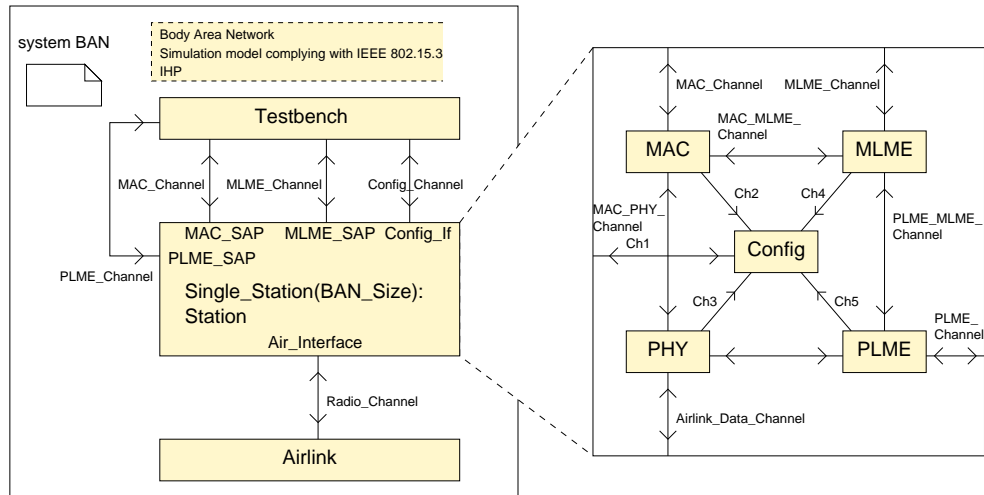 system BAN
Body Area Network
Simulation model complying with IEEE 802.15.3
IHP
Testbench
MAC_Channel
MLME_Channel
Config_Channel
MAC_SAP
MLME_SAP
Config_If
PLME_SAP
PLME_Channel
Single_Station(BAN_Size):
Station
Air_Interface
Radio_Channel
Airlink
MAC_Channel
MLME_Channel
MAC_MLME_
Channel
MAC
MLME
Ch2
Ch4
MAC_PHY_
Channel
PLME_MLME_
Channel
Ch1
Config
Ch3
Ch5
PLME_
Channel
PHY
PLME
Airlink_Data_Channel